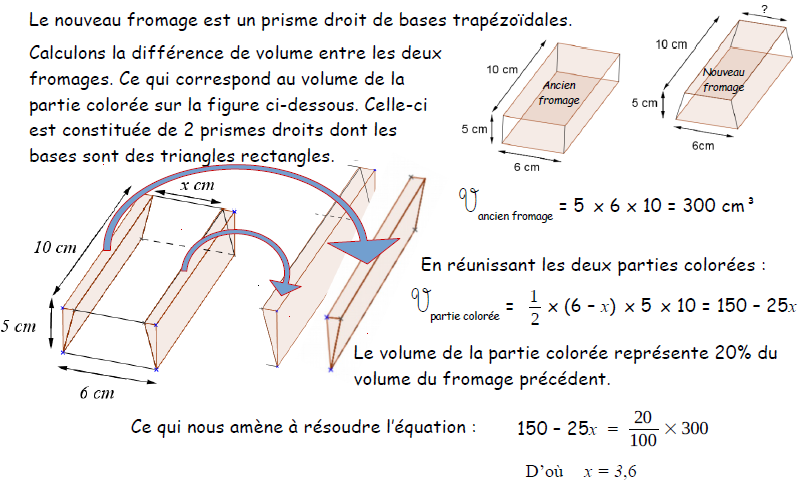 Le nouveau fromage est un prisme droit de bases trapézoïdales.
Calculons la différence de volume entre les deux
fromages. Ce qui correspond au volume de la
partie colorée sur la figure ci-dessous. Celle-ci
est constituée de 2 prismes droits dont les
bases sont des triangles rectangles.
10 cm
Ancien
fromage
5 cm
6 cm
?
10 cm
Nouveau
fromage
5 cm
6cm
x cm
10 cm
5 cm
6 cm
𝒱 ancien fromage = 5 × 6 × 10 = 300 cm³
En réunissant les deux parties colorées :
𝒱 partie colorée = 1/2 × (6 – x) × 5 × 10 = 150 – 25x
Le volume de la partie colorée représente 20% du
volume du fromage précédent.
Ce qui nous amène à résoudre l'équation : 150 – 25x = 20/100 × 300
D'où x = 3,6